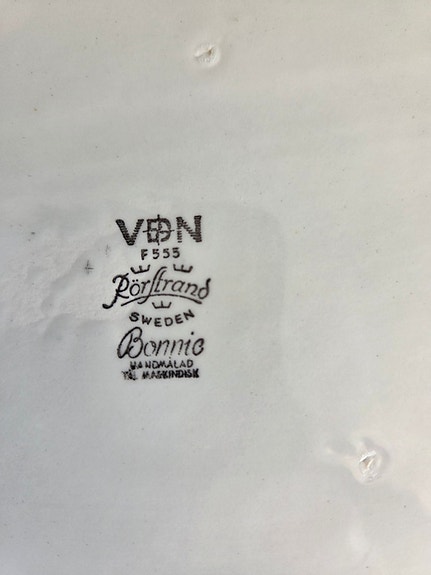 VDN
F555
Rörstrand
SWEDEN
Bonnie
HANDMÅLAD
TÅL MASKINDISK